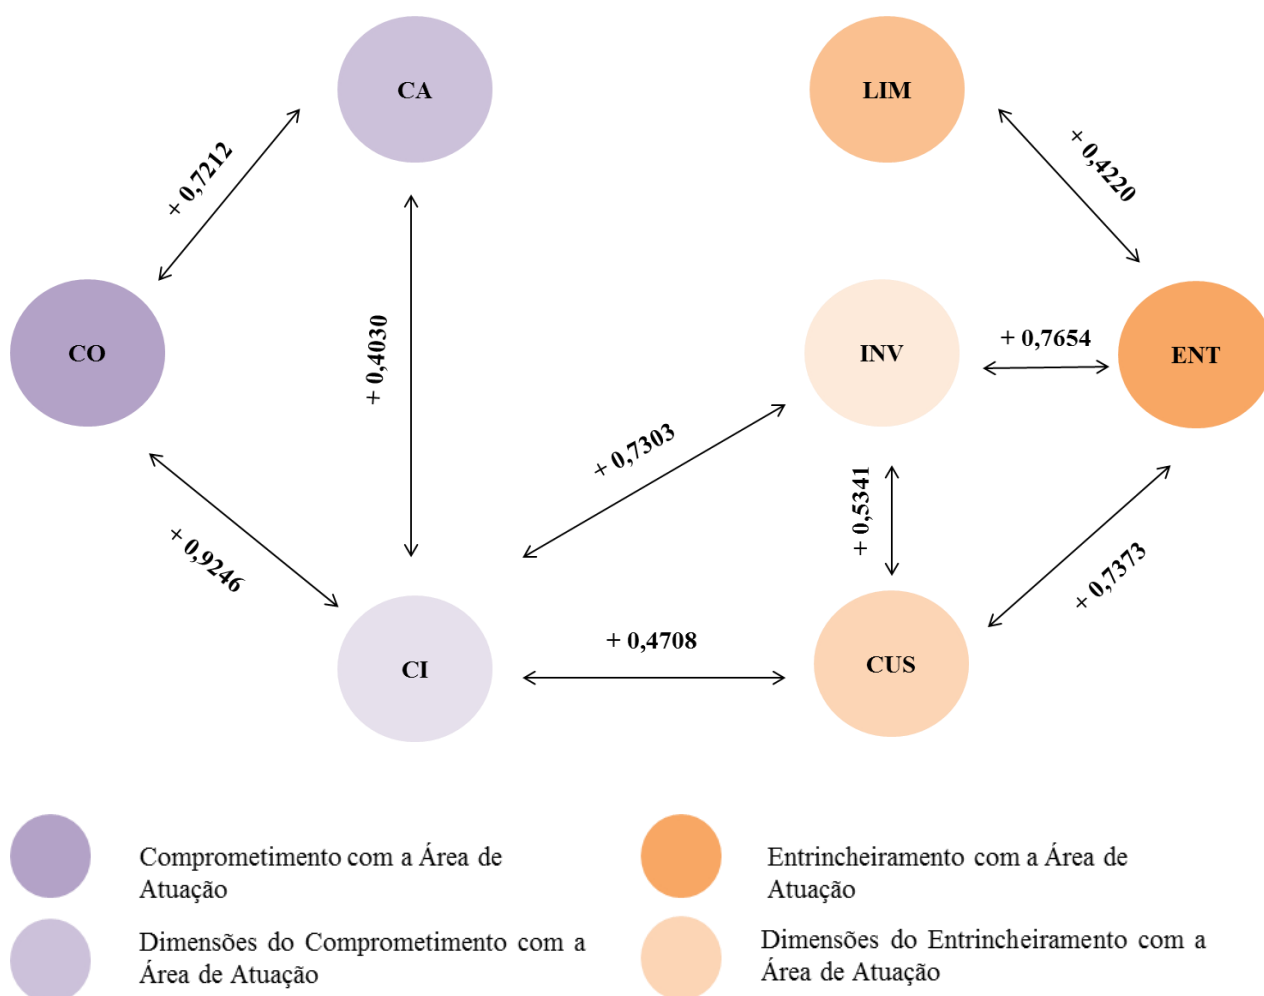 CA
LIM
+ 0,7212
+ 0,4220
+ 0,4030
CO
INV
+ 0,7654
ENT
+ 0,7303
+ 0,5341
+ 0,9246
+ 0,7373
+ 0,4708
CI
CUS
Comprometimento com a Área de
Atuação
Entrincheiramento com a Área de
Atuação
Dimensões do Comprometimento com a
Área de Atuação
Dimensões do Entrincheiramento com a
Área de Atuação